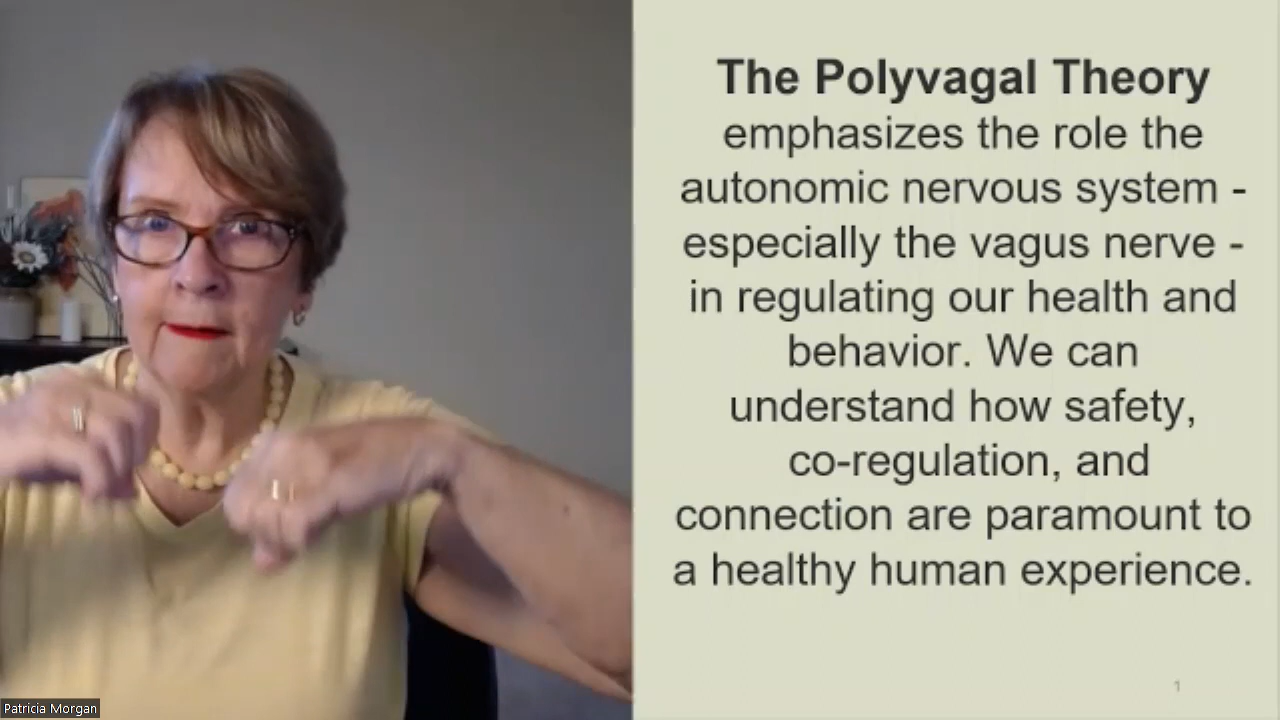 The Polyvagal Theory
emphasizes the role the
autonomic nervous system -
especially the vagus nerve -
in regulating our health and
behavior. We can
understand how safety,
co-regulation, and
connection are paramount to
a healthy human experience.
1
Patricia Morgan